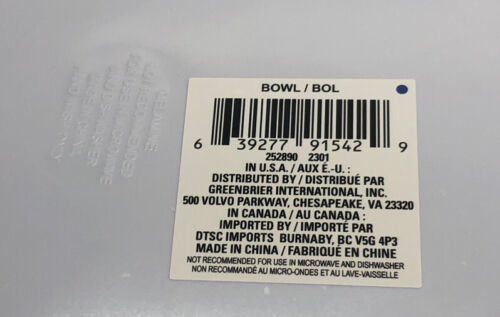 BOWL / BOL
6 39277 91542 9
252890 2301
IN U.S.A. / AUX É.-U. :
DISTRIBUTED BY / DISTRIBUÉ PAR
GREENBRIER INTERNATIONAL, INC.
500 VOLVO PARKWAY, CHESAPEAKE, VA 23320
IN CANADA / AU CANADA :
IMPORTED BY / IMPORTÉ PAR
DTSC IMPORTS BURNABY, BC V5G 4P3
MADE IN CHINA / FABRIQUÉ EN CHINE
NOT RECOMMENDED FOR USE IN MICROWAVE AND DISHWASHER
NON RECOMMANDÉ AU MICRO-ONDES ET AU LAVE-VAISSELLE